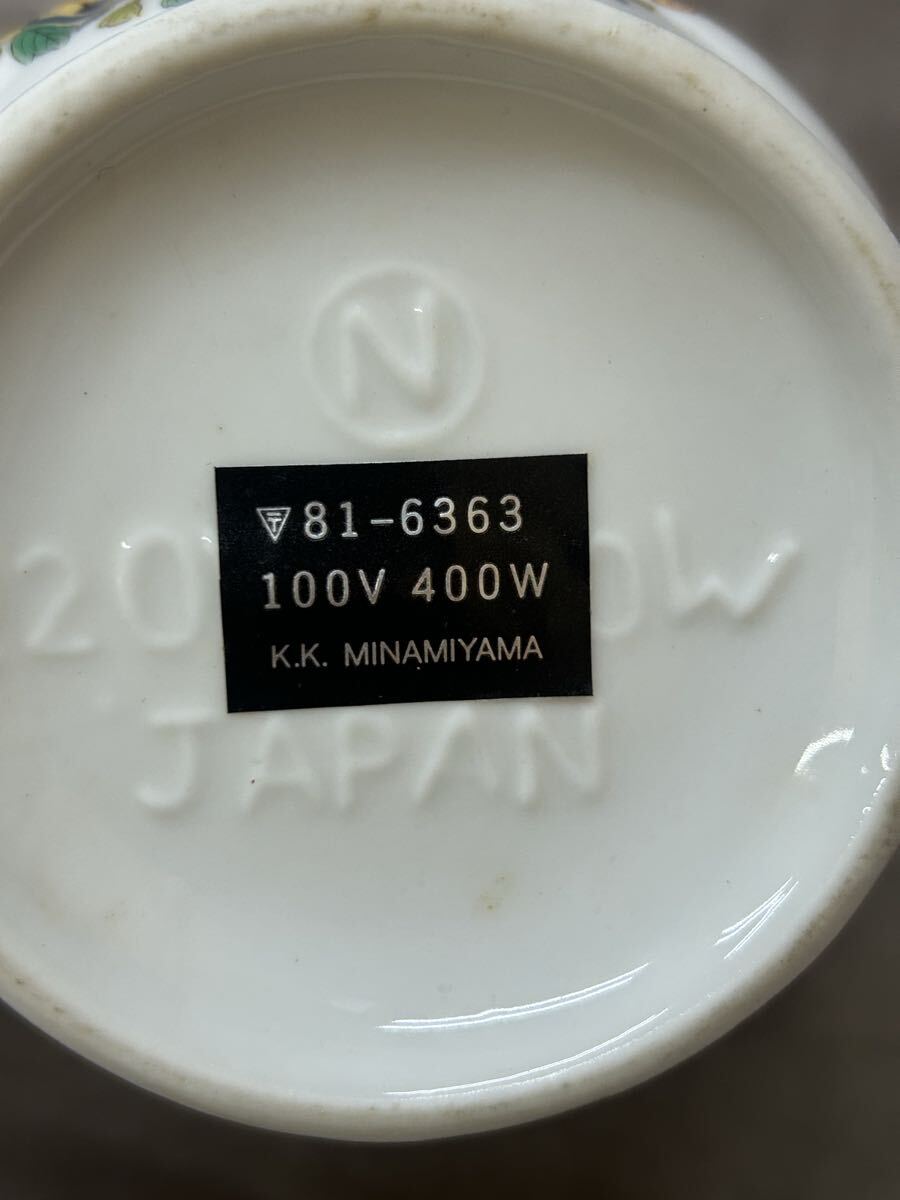 N
▽T 81-6363
100V 400W
K.K. MINAMIYAMA
JAPAN